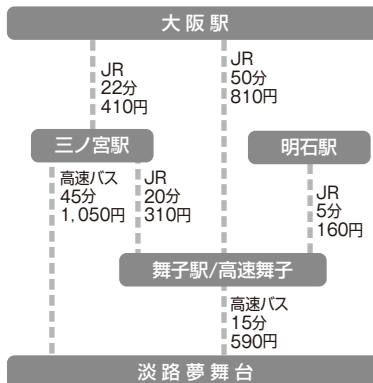 大阪駅
JR
22分
410円
JR
50分
810円
三ノ宮駅
明石駅
高速バス
45分
1,050円
JR
20分
310円
JR
5分
160円
舞子駅/高速舞子
高速バス
15分
590円
淡路夢舞台